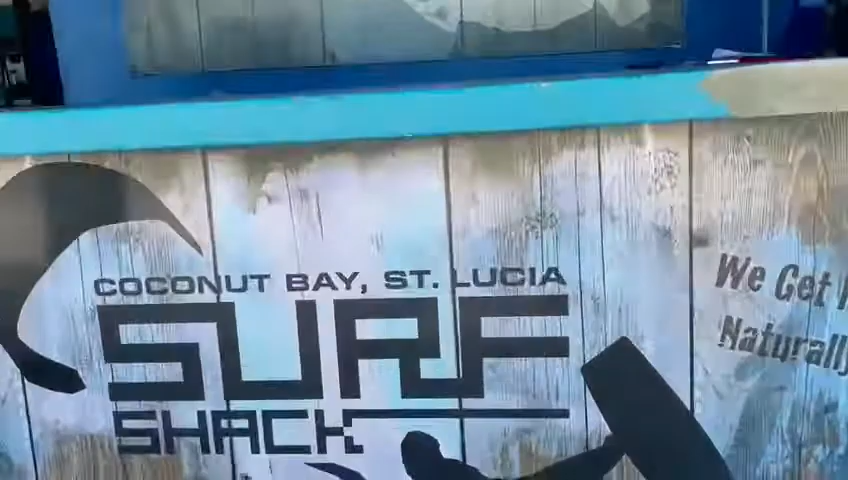 COCONUT BAY, ST. LUCIA
SURF
SHACK
We Get
Naturally